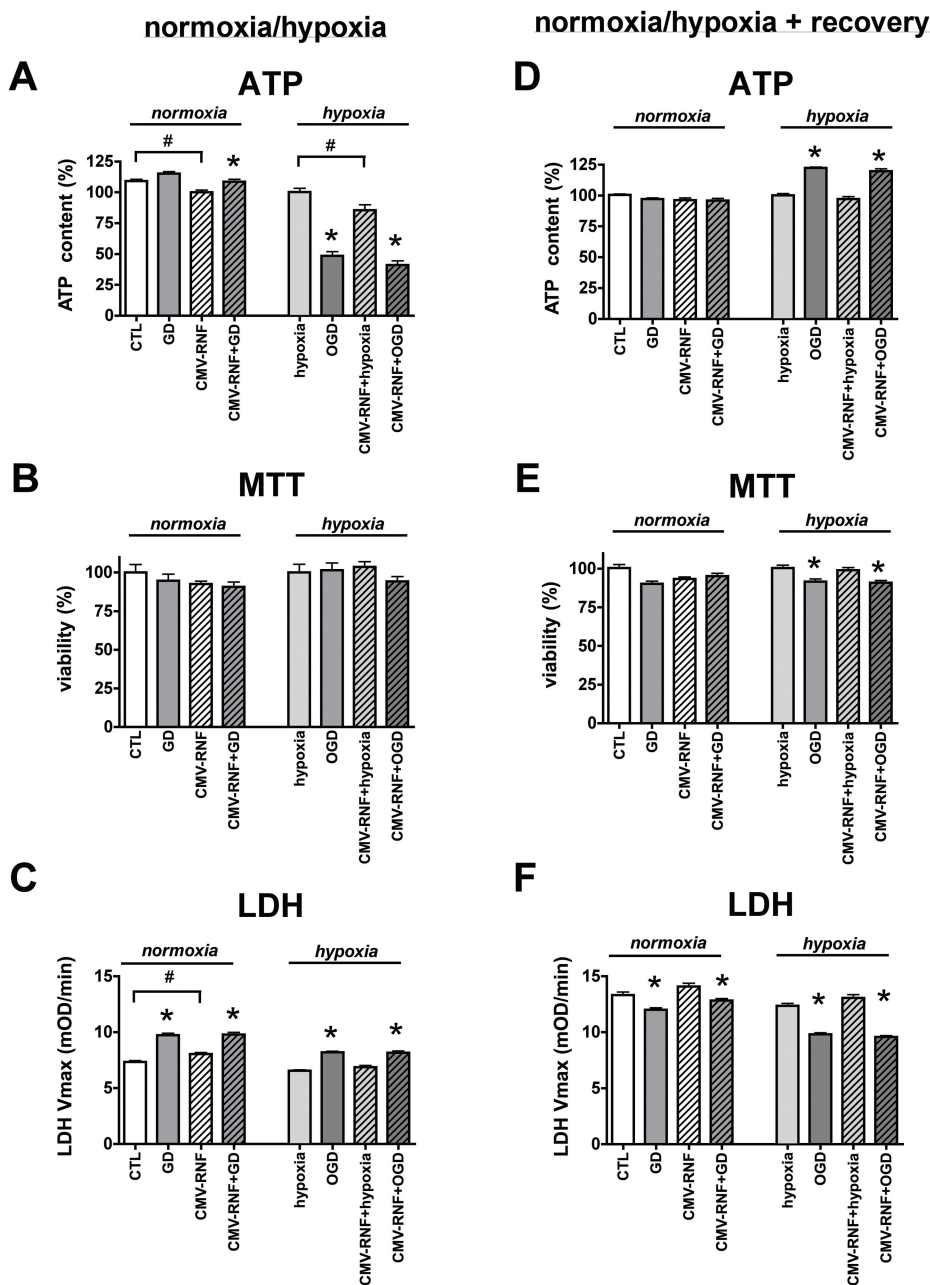 normoxia/hypoxia
normoxia/hypoxia + recovery
A
ATP
normoxia
hypoxia
#
#
*
*
*
ATP content (%)
125
100
75
50
25
0
CTL
GD
CMV-RNF
CMV-RNF+GD
hypoxia
OGD
CMV-RNF+hypoxia
CMV-RNF+OGD
D
ATP
normoxia
hypoxia
*
*
ATP content (%)
125
100
75
50
25
0
CTL
GD
CMV-RNF
CMV-RNF+GD
hypoxia
OGD
CMV-RNF+hypoxia
CMV-RNF+OGD
B
MTT
normoxia
hypoxia
viability (%)
100
75
50
25
0
CTL
GD
CMV-RNF
CMV-RNF+GD
hypoxia
OGD
CMV-RNF+hypoxia
CMV-RNF+OGD
E
MTT
normoxia
hypoxia
*
*
viability (%)
100
75
50
25
0
CTL
GD
CMV-RNF
CMV-RNF+GD
hypoxia
OGD
CMV-RNF+hypoxia
CMV-RNF+OGD
C
LDH
normoxia
hypoxia
#
*
*
*
*
LDH Vmax (mOD/min)
15
10
5
0
CTL
GD
CMV-RNF
CMV-RNF+GD
hypoxia
OGD
CMV-RNF+hypoxia
CMV-RNF+OGD
F
LDH
normoxia
hypoxia
*
*
*
*
LDH Vmax (mOD/min)
15
10
5
0
CTL
GD
CMV-RNF
CMV-RNF+GD
hypoxia
OGD
CMV-RNF+hypoxia
CMV-RNF+OGD